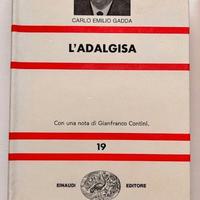 CARLO EMILIO GADDA
L'ADALGISA
Con una nota di Gianfranco Contini.
19
EINAUDI EDITORE